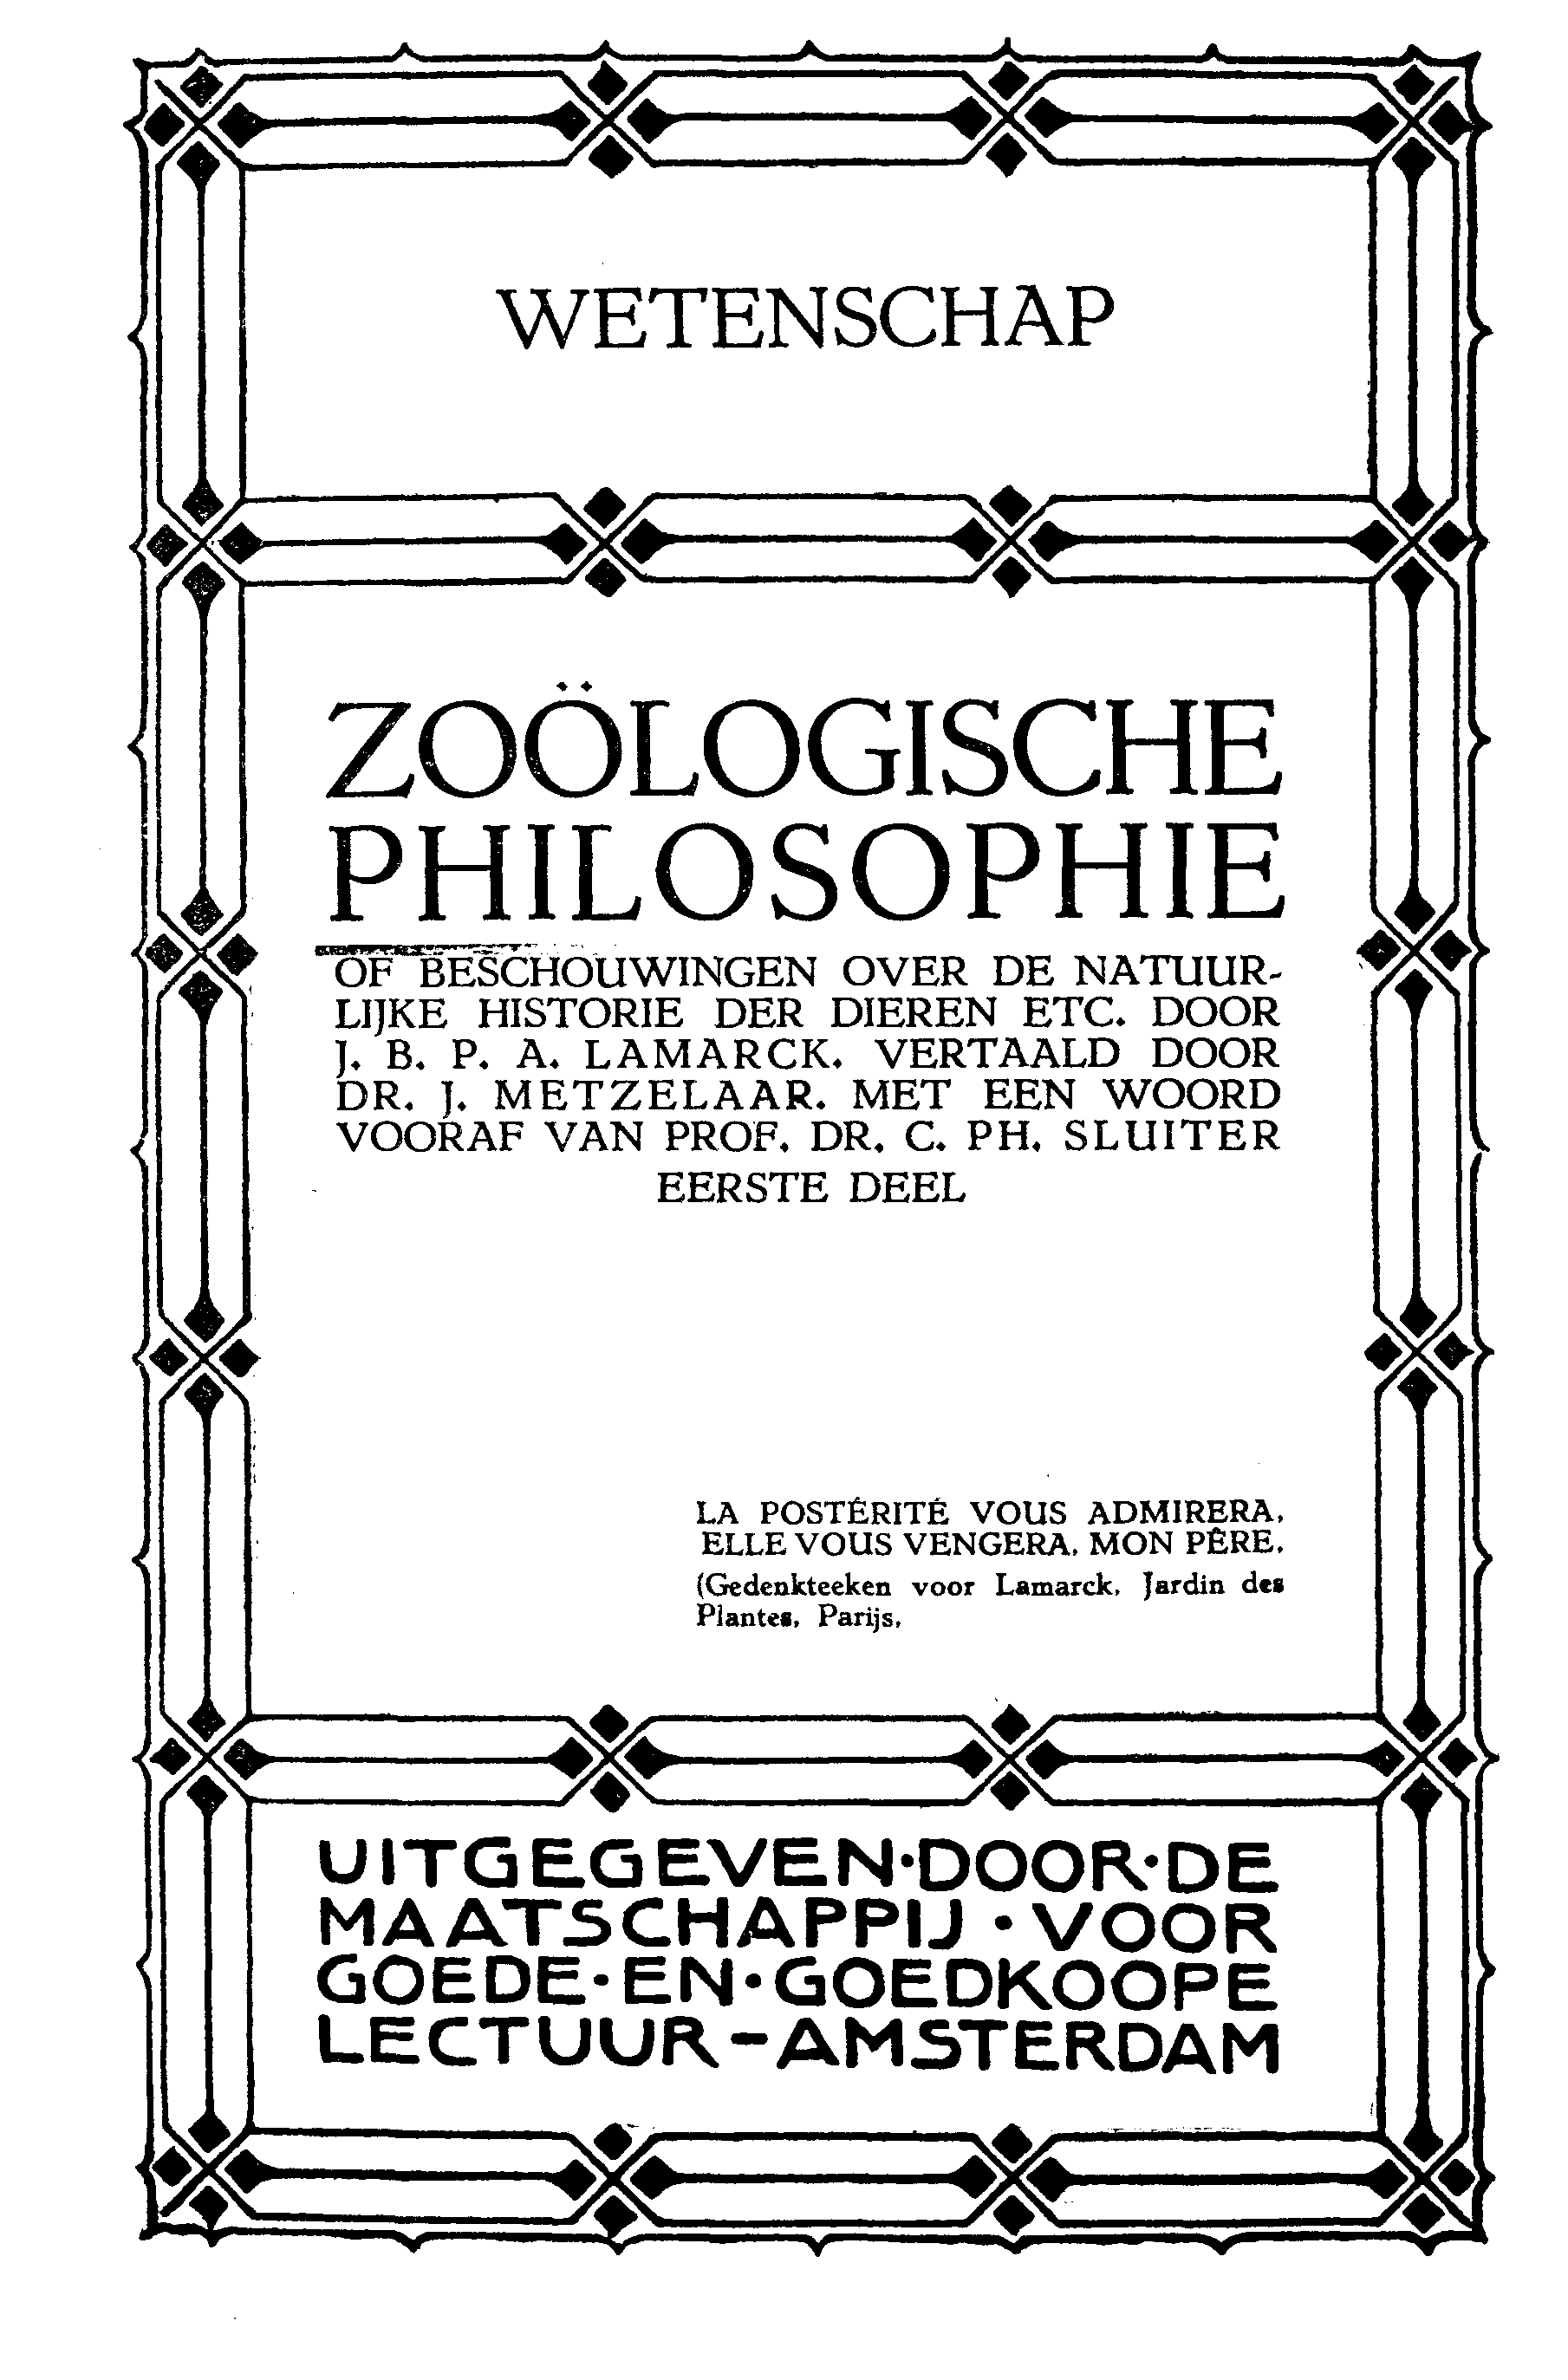 WETENSCHAP
ZOÖLOGISCHE
PHILOSOPHIE
OF BESCHOUWINGEN OVER DE NATUUR-
LIJKE HISTORIE DER DIEREN ETC. DOOR
J. B. P. A. LAMARCK. VERTAALD DOOR
DR. J. METZELAAR. MET EEN WOORD
VOORAF VAN PROF. DR. C. PH. SLUITER
EERSTE DEEL
LA POSTÉRITÉ VOUS ADMIRERA,
ELLE VOUS VENGERA, MON PÈRE.
(Gedenkteeken voor Lamarck, Jardin des
Plantes, Parijs,
UITGEGEVEN·DOOR·DE
MAATSCHAPPIJ·VOOR
GOEDE·EN·GOEDKOOPE
LECTUUR-AMSTERDAM